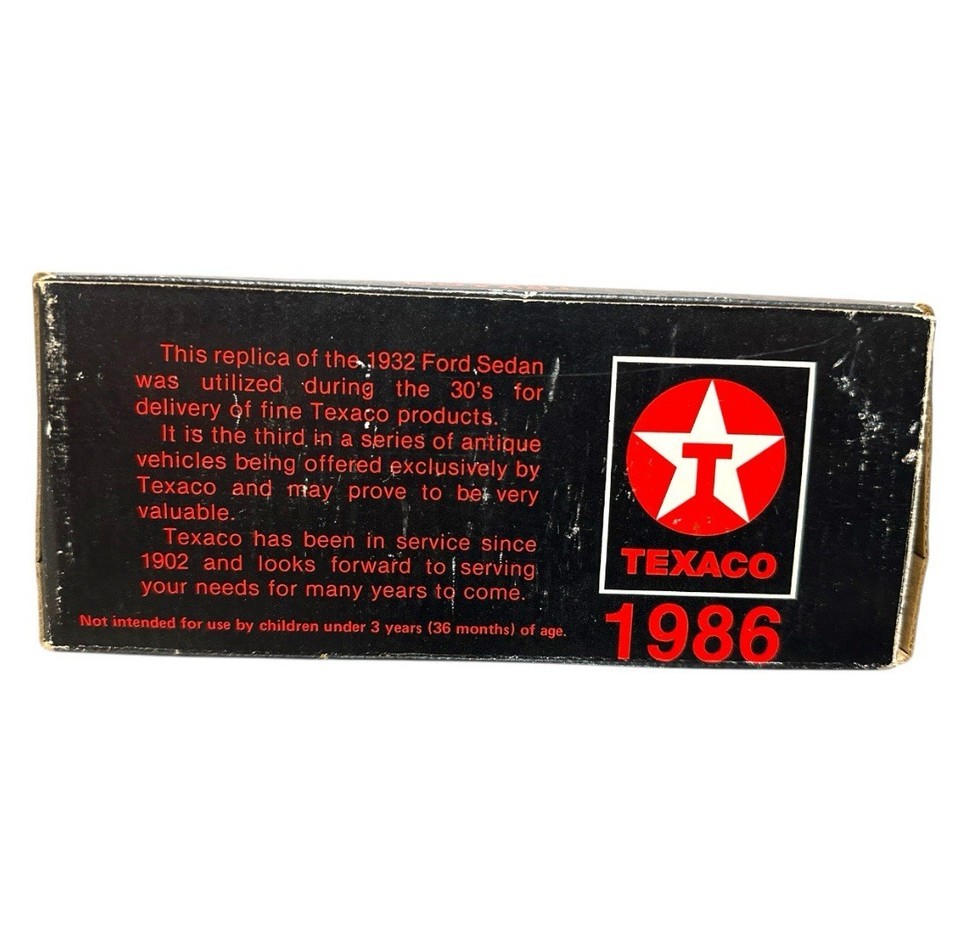 This replica of the 1932 Ford Sedan
was utilized during the 30's for
delivery of fine Texaco products.
It is the third in a series of antique
vehicles being offered exclusively by
Texaco and may prove to be very
valuable.
Texaco has been in service since
1902 and looks forward to serving
your needs for many years to come.
Not intended for use by children under 3 years (36 months) of age.
T
TEXACO
1986